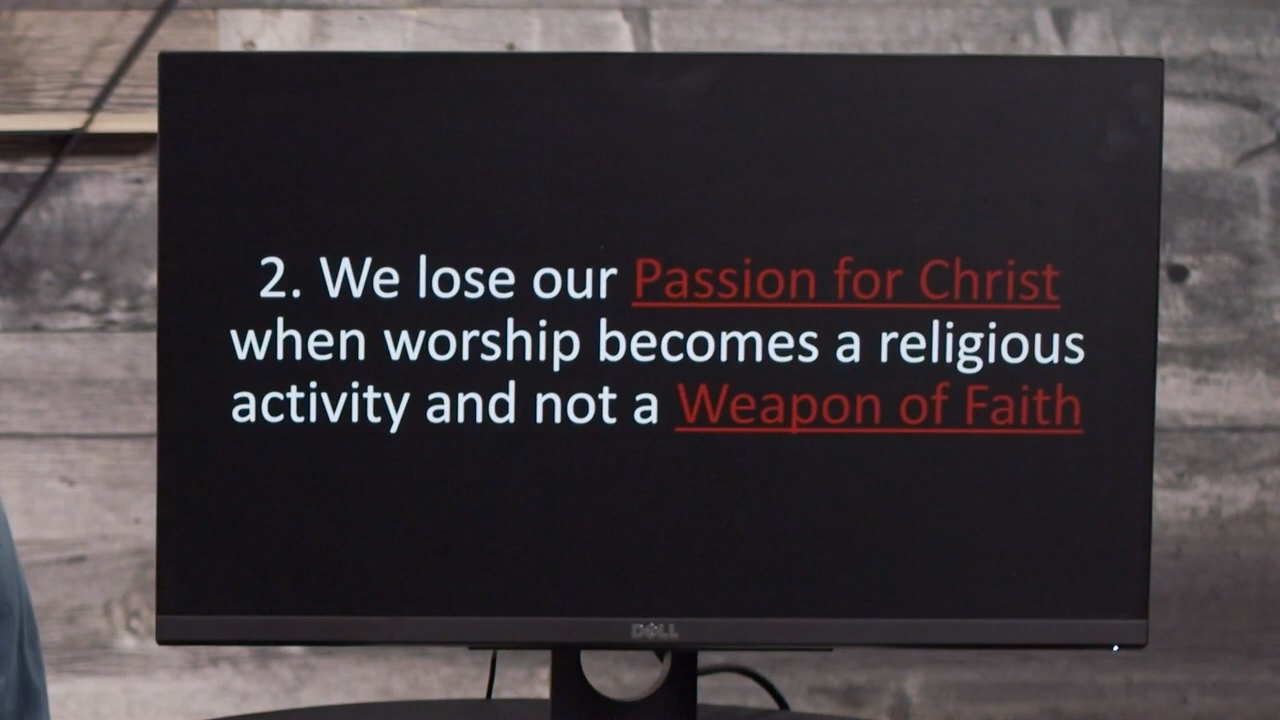 2. We lose our Passion for Christ
when worship becomes a religious
activity and not a Weapon of Faith
DELL